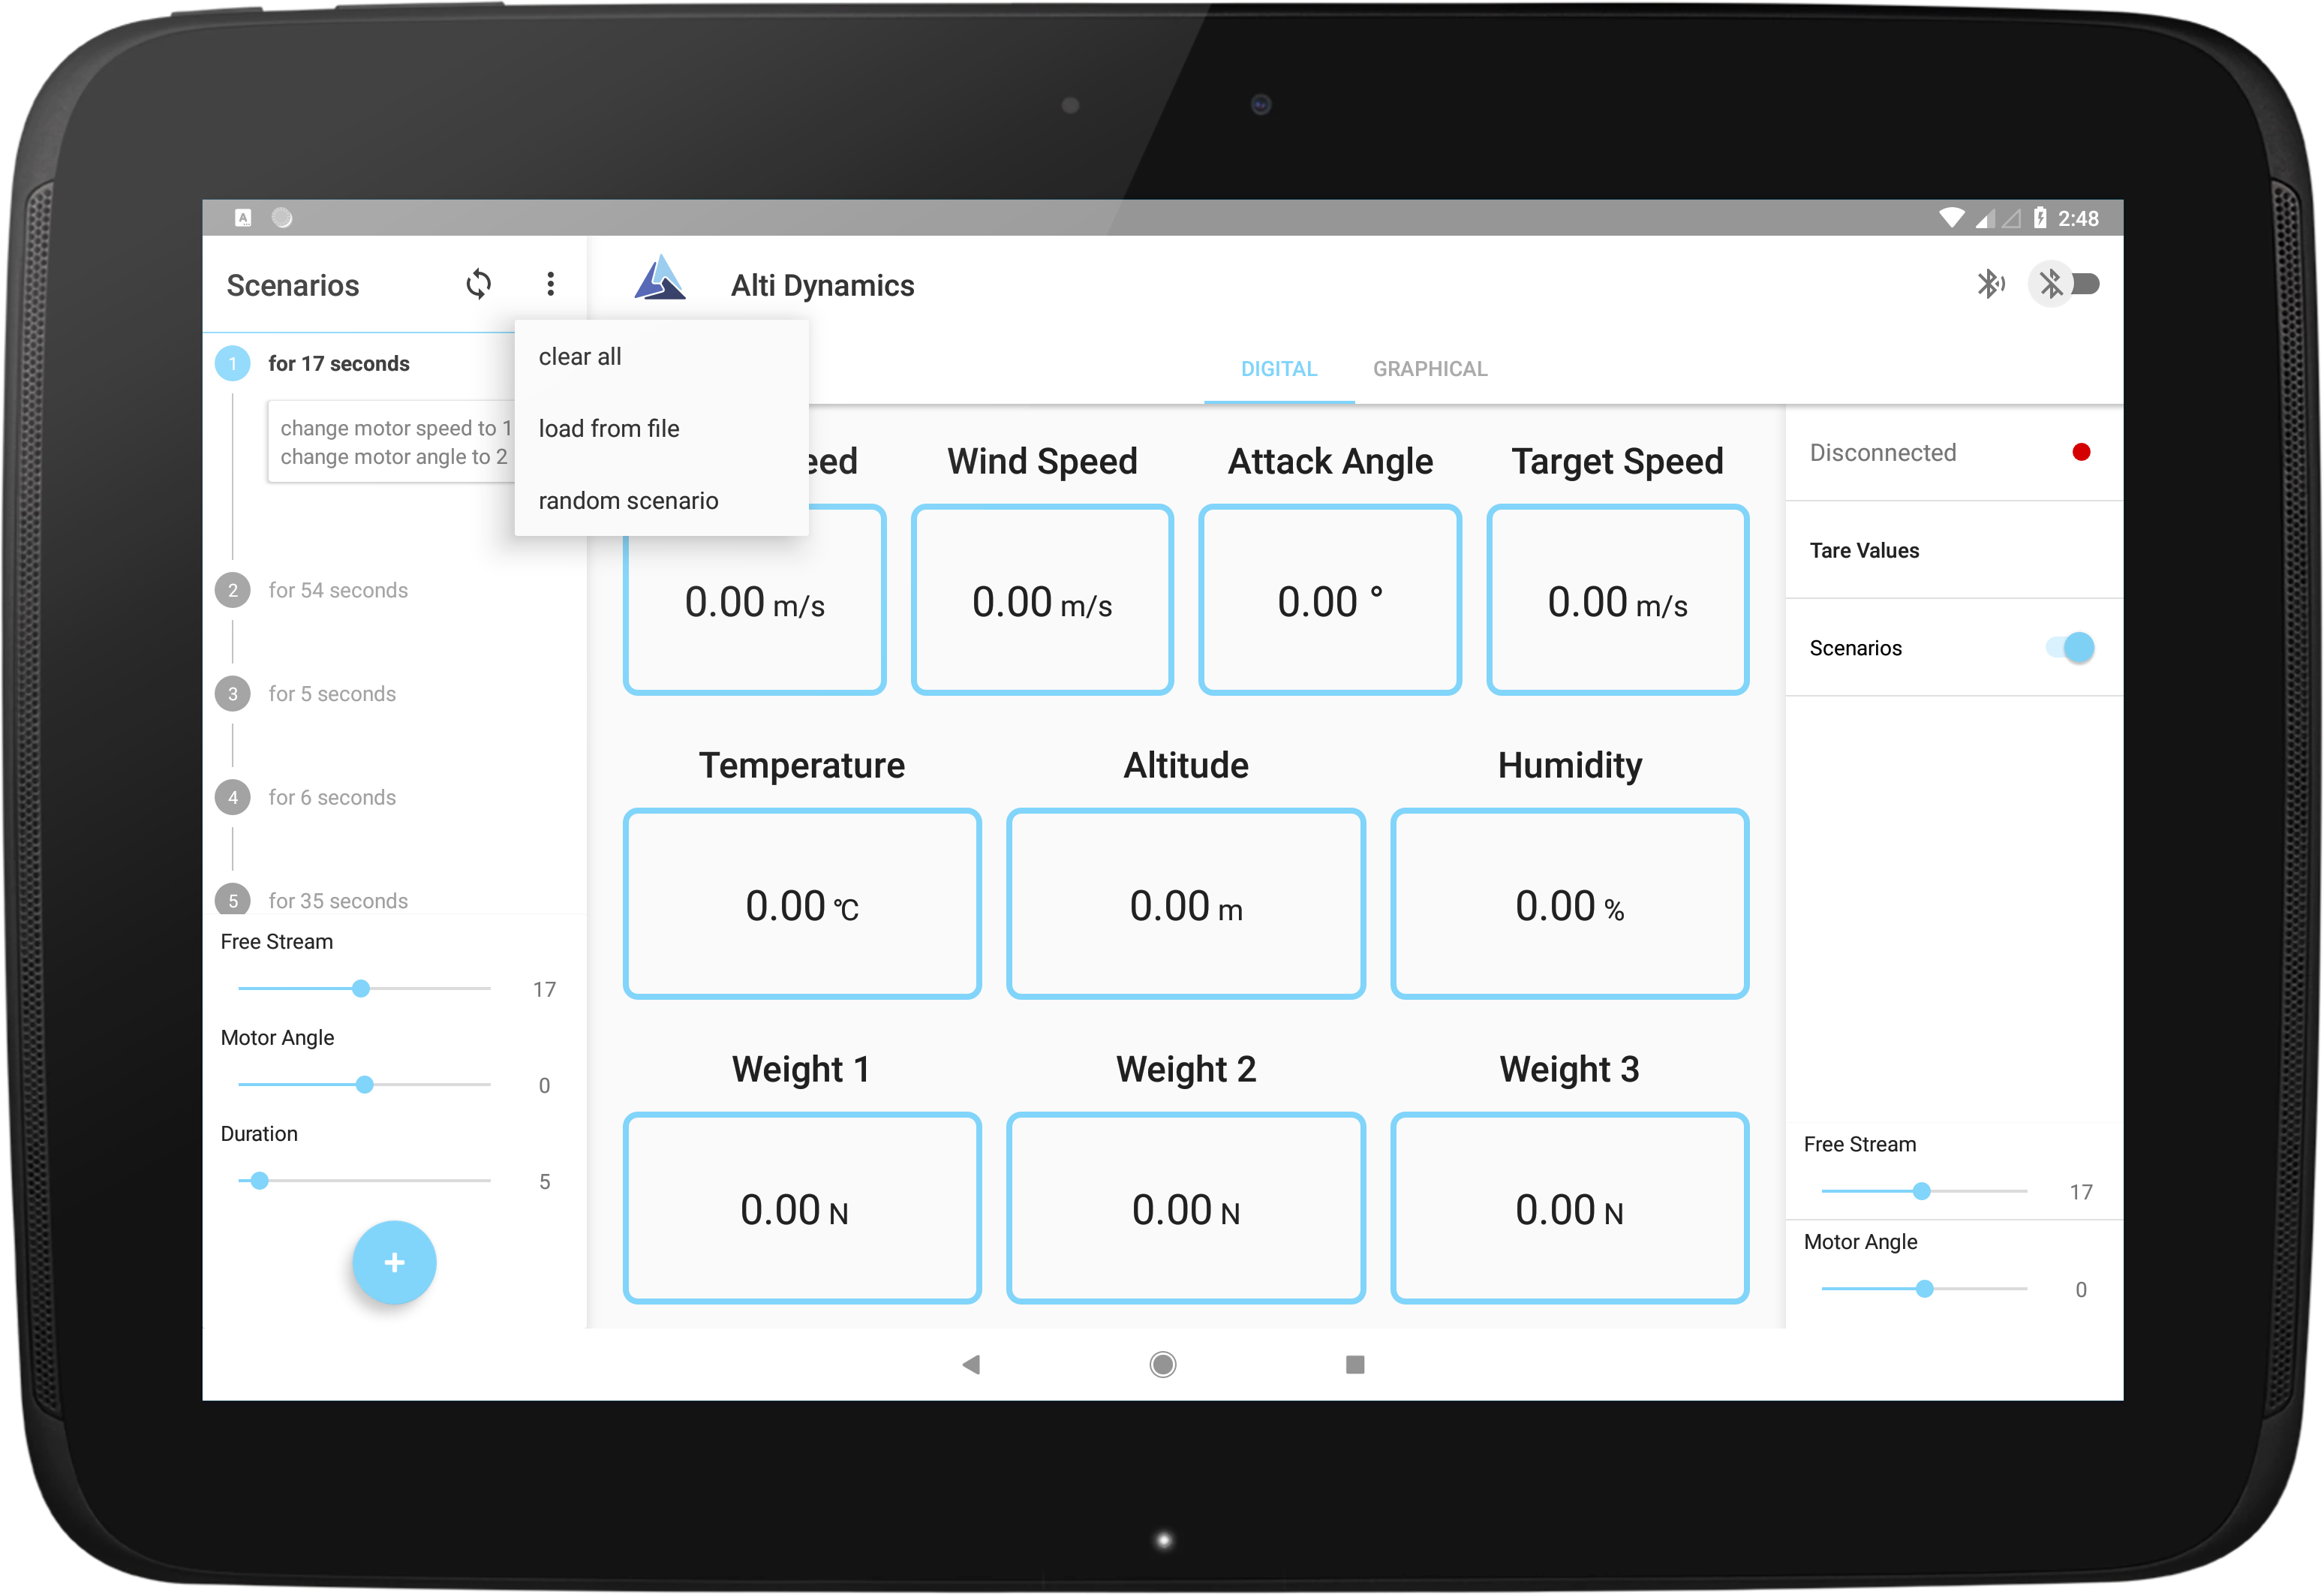 A
2:48
Scenarios
Alti Dynamics
clear all
load from file
random scenario
DIGITAL
GRAPHICAL
1
for 17 seconds
change motor speed to 1
change motor angle to 2
2
for 54 seconds
3
for 5 seconds
4
for 6 seconds
5
for 35 seconds
Free Stream
17
Motor Angle
0
Duration
5
+
eed
Wind Speed
Attack Angle
Target Speed
0.00 m/s
0.00 m/s
0.00 °
0.00 m/s
Temperature
Altitude
Humidity
0.00 °C
0.00 m
0.00 %
Weight 1
Weight 2
Weight 3
0.00 N
0.00 N
0.00 N
Disconnected
Tare Values
Scenarios
Free Stream
17
Motor Angle
0